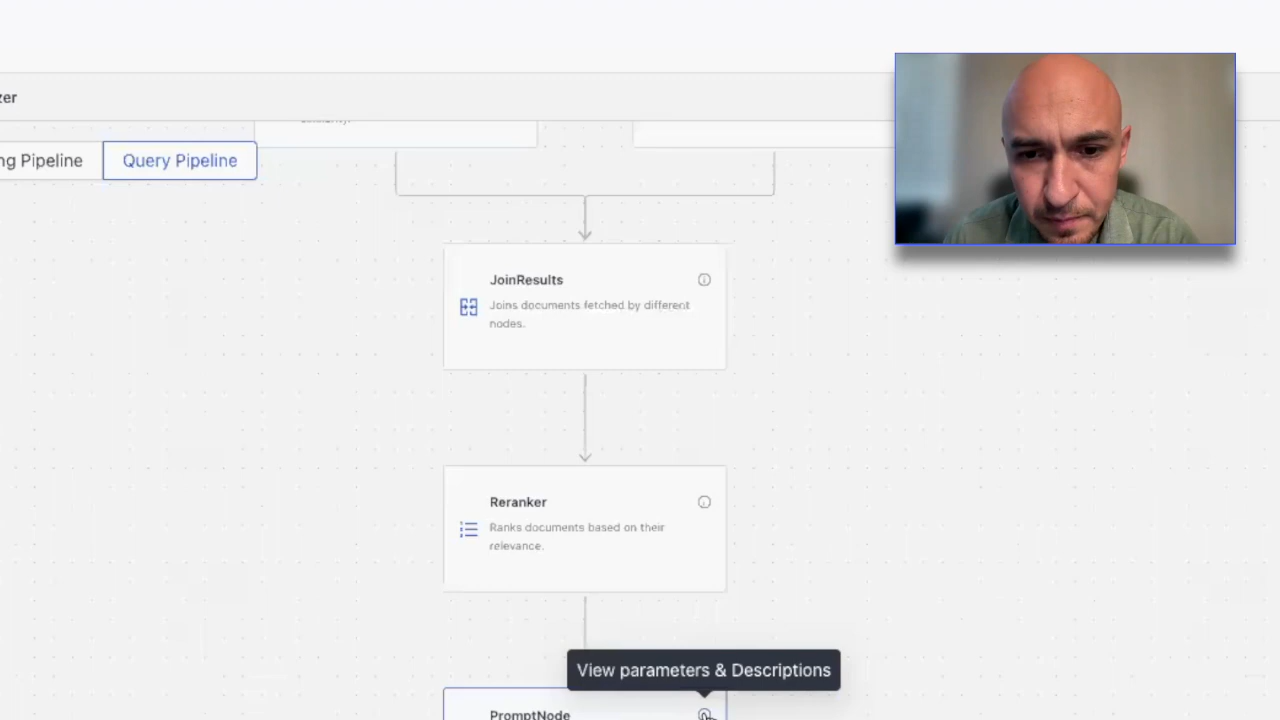 zer
ng Pipeline
Query Pipeline
JoinResults
Joins documents fetched by different
nodes.
Reranker
Ranks documents based on their
relevance.
View parameters & Descriptions
PromptNode